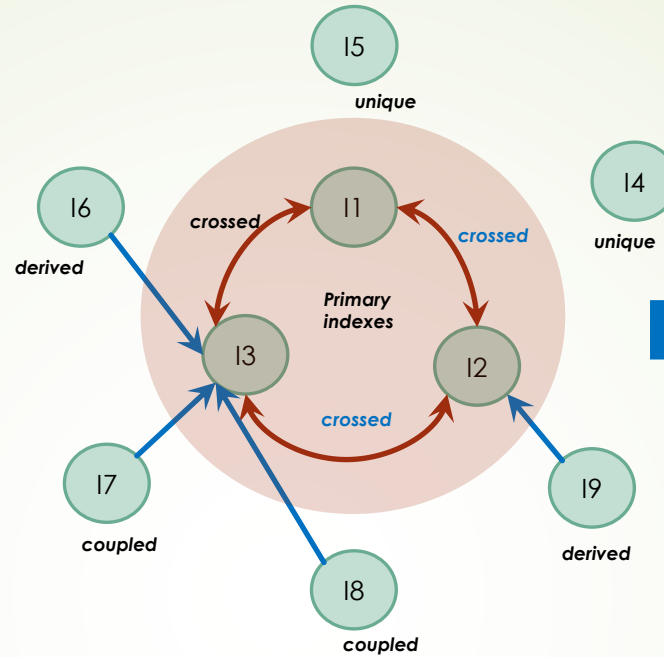 I5
unique
I4
unique
I6
derived
crossed
I1
crossed
Primary
indexes
I3
I2
crossed
I7
coupled
I9
derived
I8
coupled